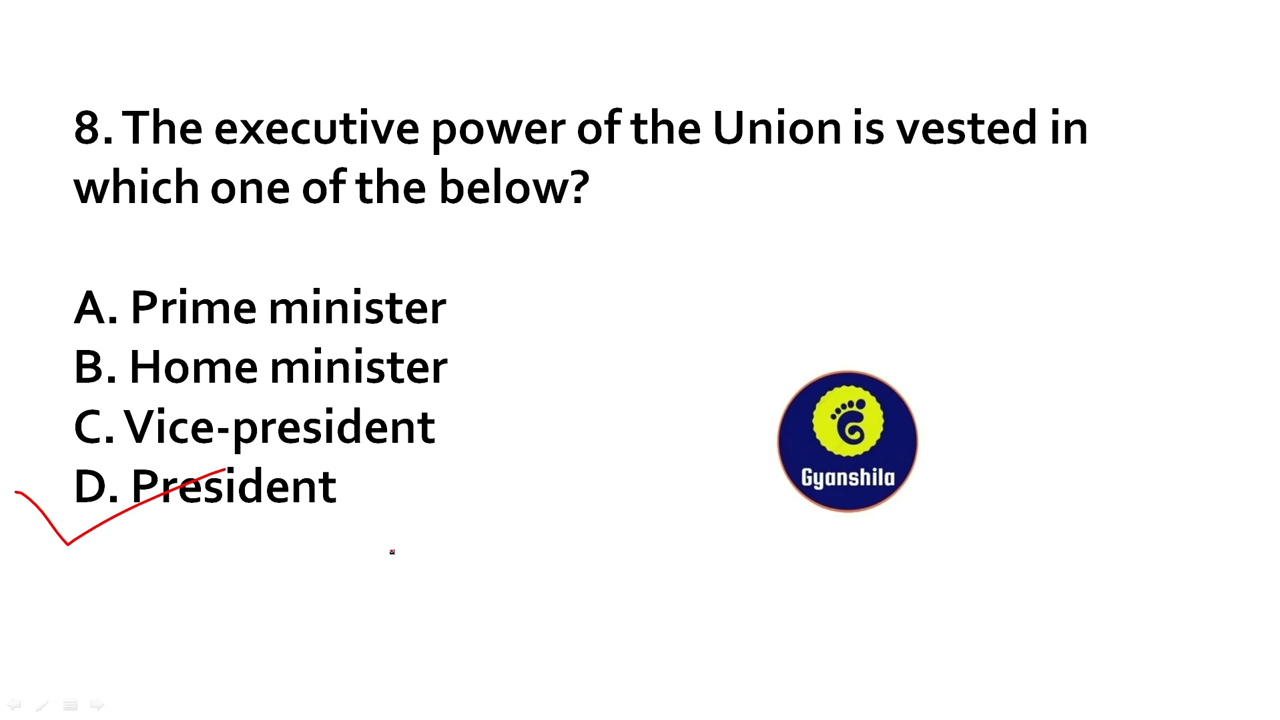 8. The executive power of the Union is vested in
which one of the below?
A. Prime minister
B. Home minister
C. Vice-president
D. President
Gyanshila